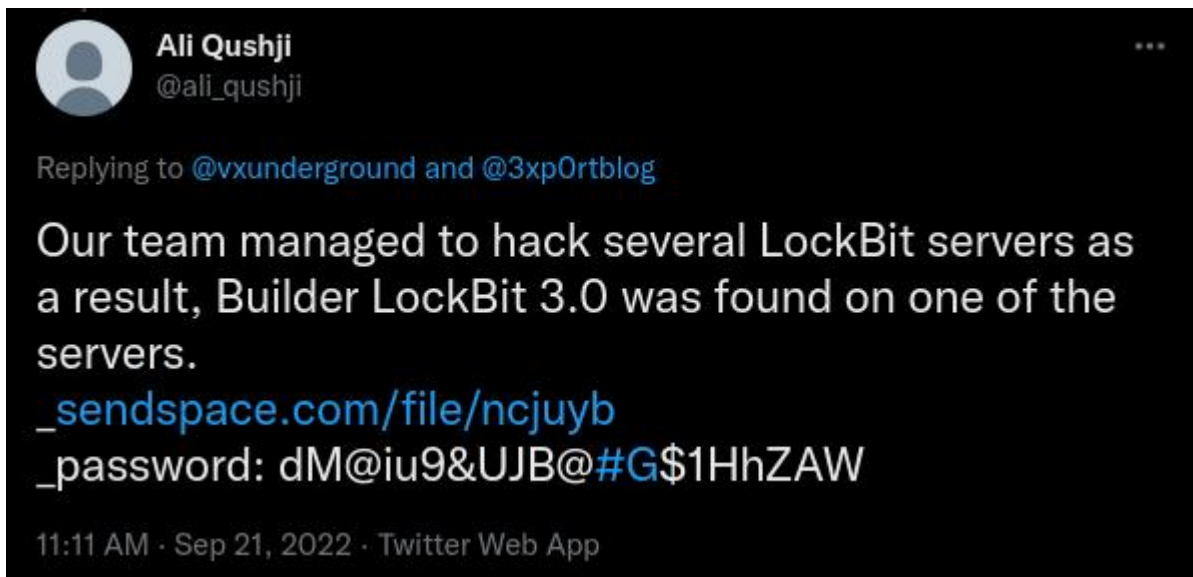 Ali Qushji
@ali_qushji
Replying to @vxunderground and @3xp0rtblog
Our team managed to hack several LockBit servers as
a result, Builder LockBit 3.0 was found on one of the
servers.
_sendspace.com/file/ncjuyb
_password: dM@iu9&UJB@#G$1HhZAW
11:11 AM · Sep 21, 2022 · Twitter Web App